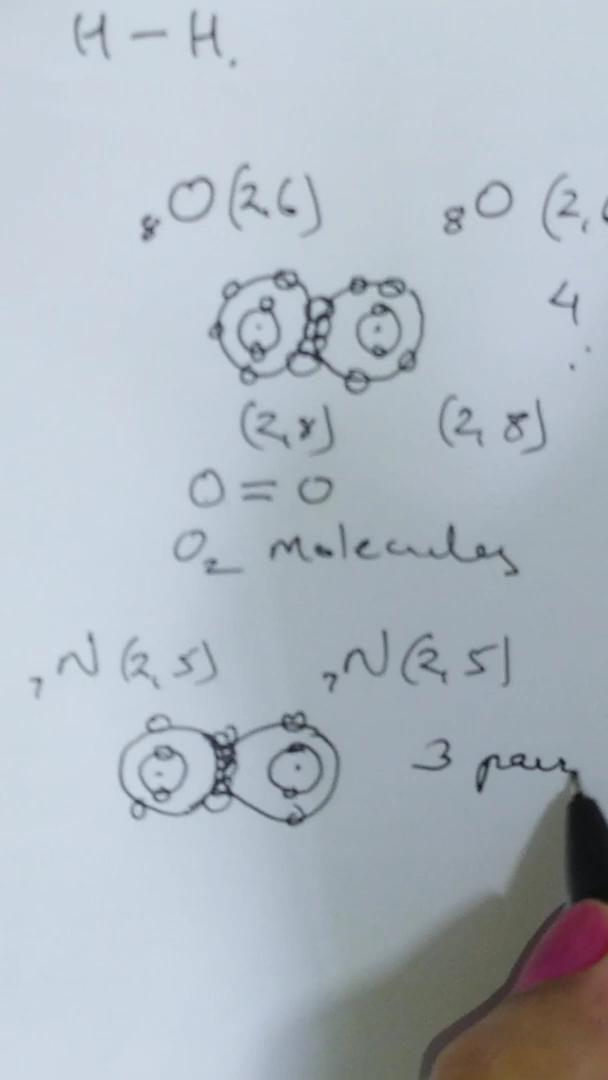 H – H.
8O (2,6) 8O (2,
4
∴
(2,8) (2,8)
O = O
O2 molecules
7N (2,5) 7N (2,5)
3 pair